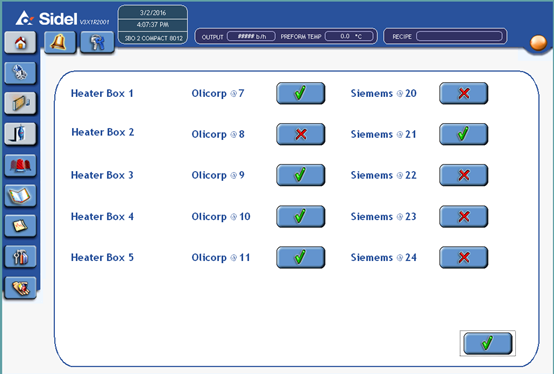 Sidel V3X1R2001
3/2/2016
4:07:37 PM
SBO 2 COMPACT 8012
OUTPUT ##### b/h PREFORM TEMP 0.0 °C RECIPE
Heater Box 1 Olicorp @ 7 Siemems @ 20
Heater Box 2 Olicorp @ 8 Siemems @ 21
Heater Box 3 Olicorp @ 9 Siemems @ 22
Heater Box 4 Olicorp @ 10 Siemems @ 23
Heater Box 5 Olicorp @ 11 Siemems @ 24